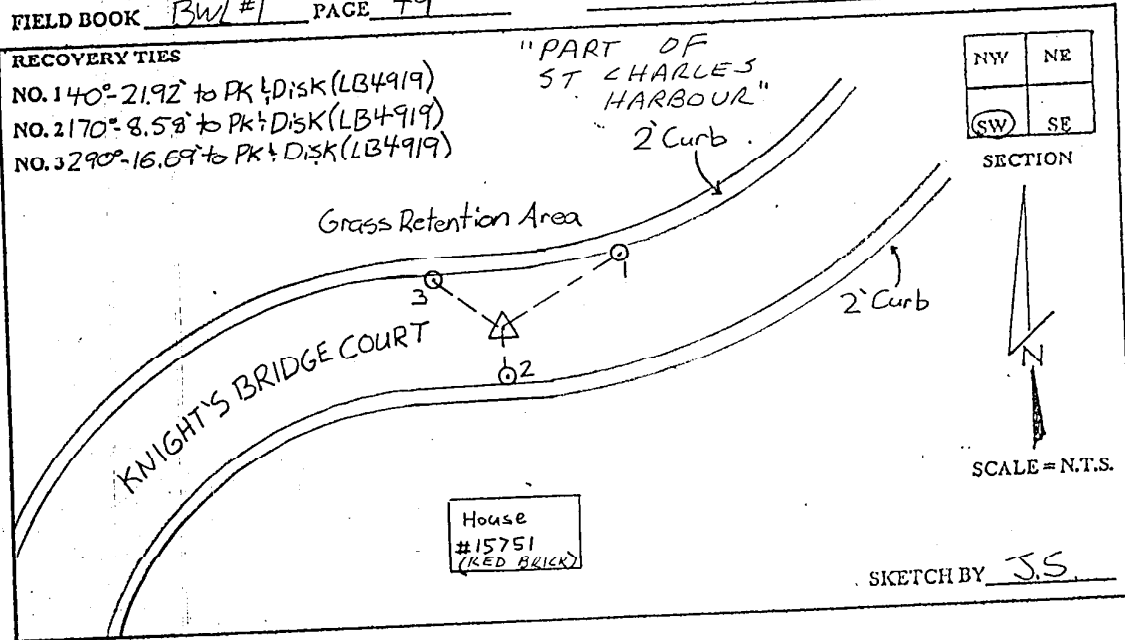 FIELD BOOK BWL #1 PAGE
RECOVERY TIES
NO. 1 40°-21.92' to PK & Disk (LB4919)
NO. 2 170°-8.58' to PK & Disk (LB4919)
NO. 3 290°-16.69' to PK & Disk (LB4919)
"PART OF
ST CHARLES
HARBOUR"
2' Curb
NW NE
SW SE
SECTION
Grass Retention Area
1
3
2' Curb
KNIGHT'S BRIDGE COURT
2
N
SCALE = N.T.S.
House
#15751
(RED BRICK)
SKETCH BY J.S.